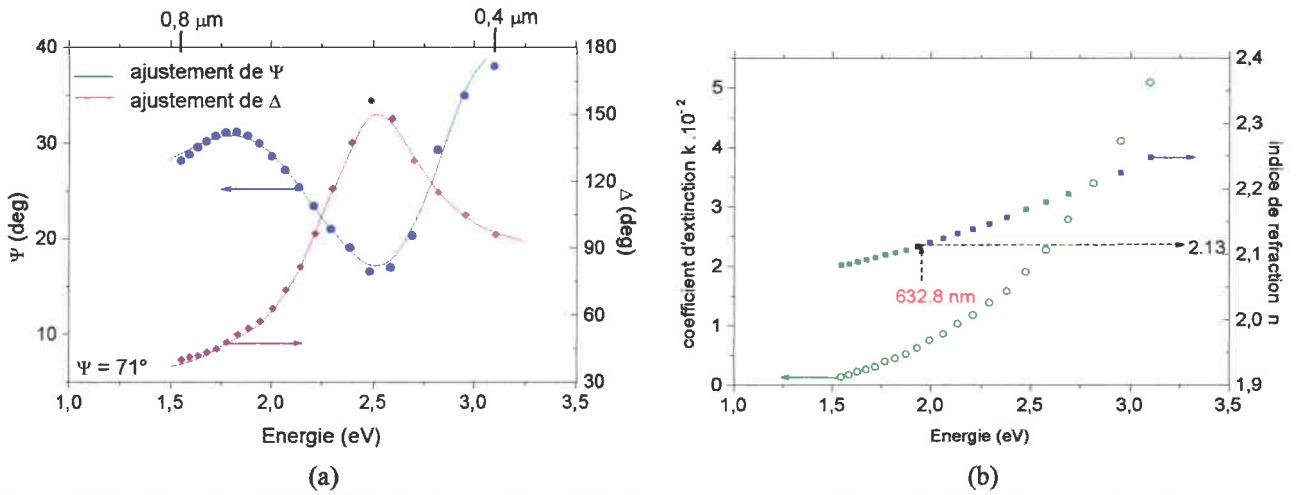 0,8 μm
0,4 μm
40
30
20
10
Ψ (deg)
ajustement de Ψ
ajustement de Δ
Ψ = 71°
180
150
120
90
60
30
Δ (deg)
1,0
1,5
2,0
2,5
3,0
3,5
Energie (eV)
(a)
5
4
3
2
1
0
coefficient d'extinction k .10⁻²
632.8 nm
2.13
2,4
2,3
2,2
2,1
2,0
1,9
indice de refraction n
1,0
1,5
2,0
2,5
3,0
3,5
Energie (eV)
(b)